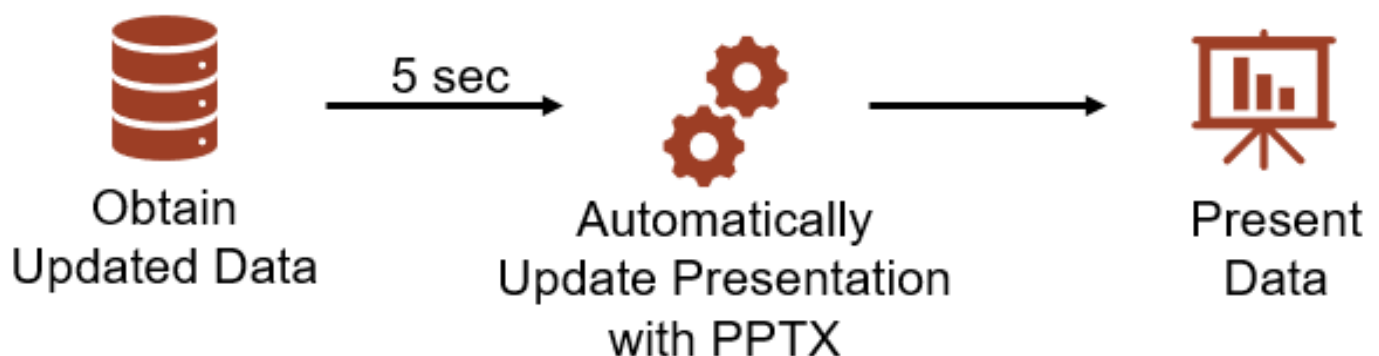 5 sec
Obtain
Updated Data
Automatically
Update Presentation
with PPTX
Present
Data